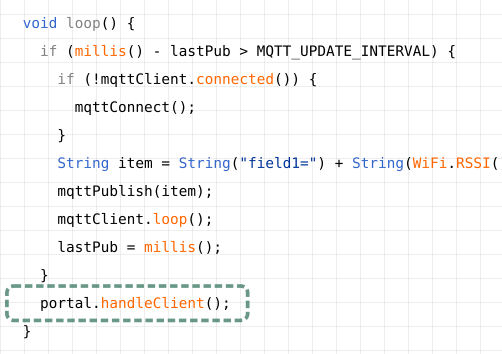 void loop() {
if (millis() - lastPub > MQTT_UPDATE_INTERVAL) {
if (!mqttClient.connected()) {
mqttConnect();
}
String item = String("field1=") + String(WiFi.RSSI(
mqttPublish(item);
mqttClient.loop();
lastPub = millis();
}
portal.handleClient();
}